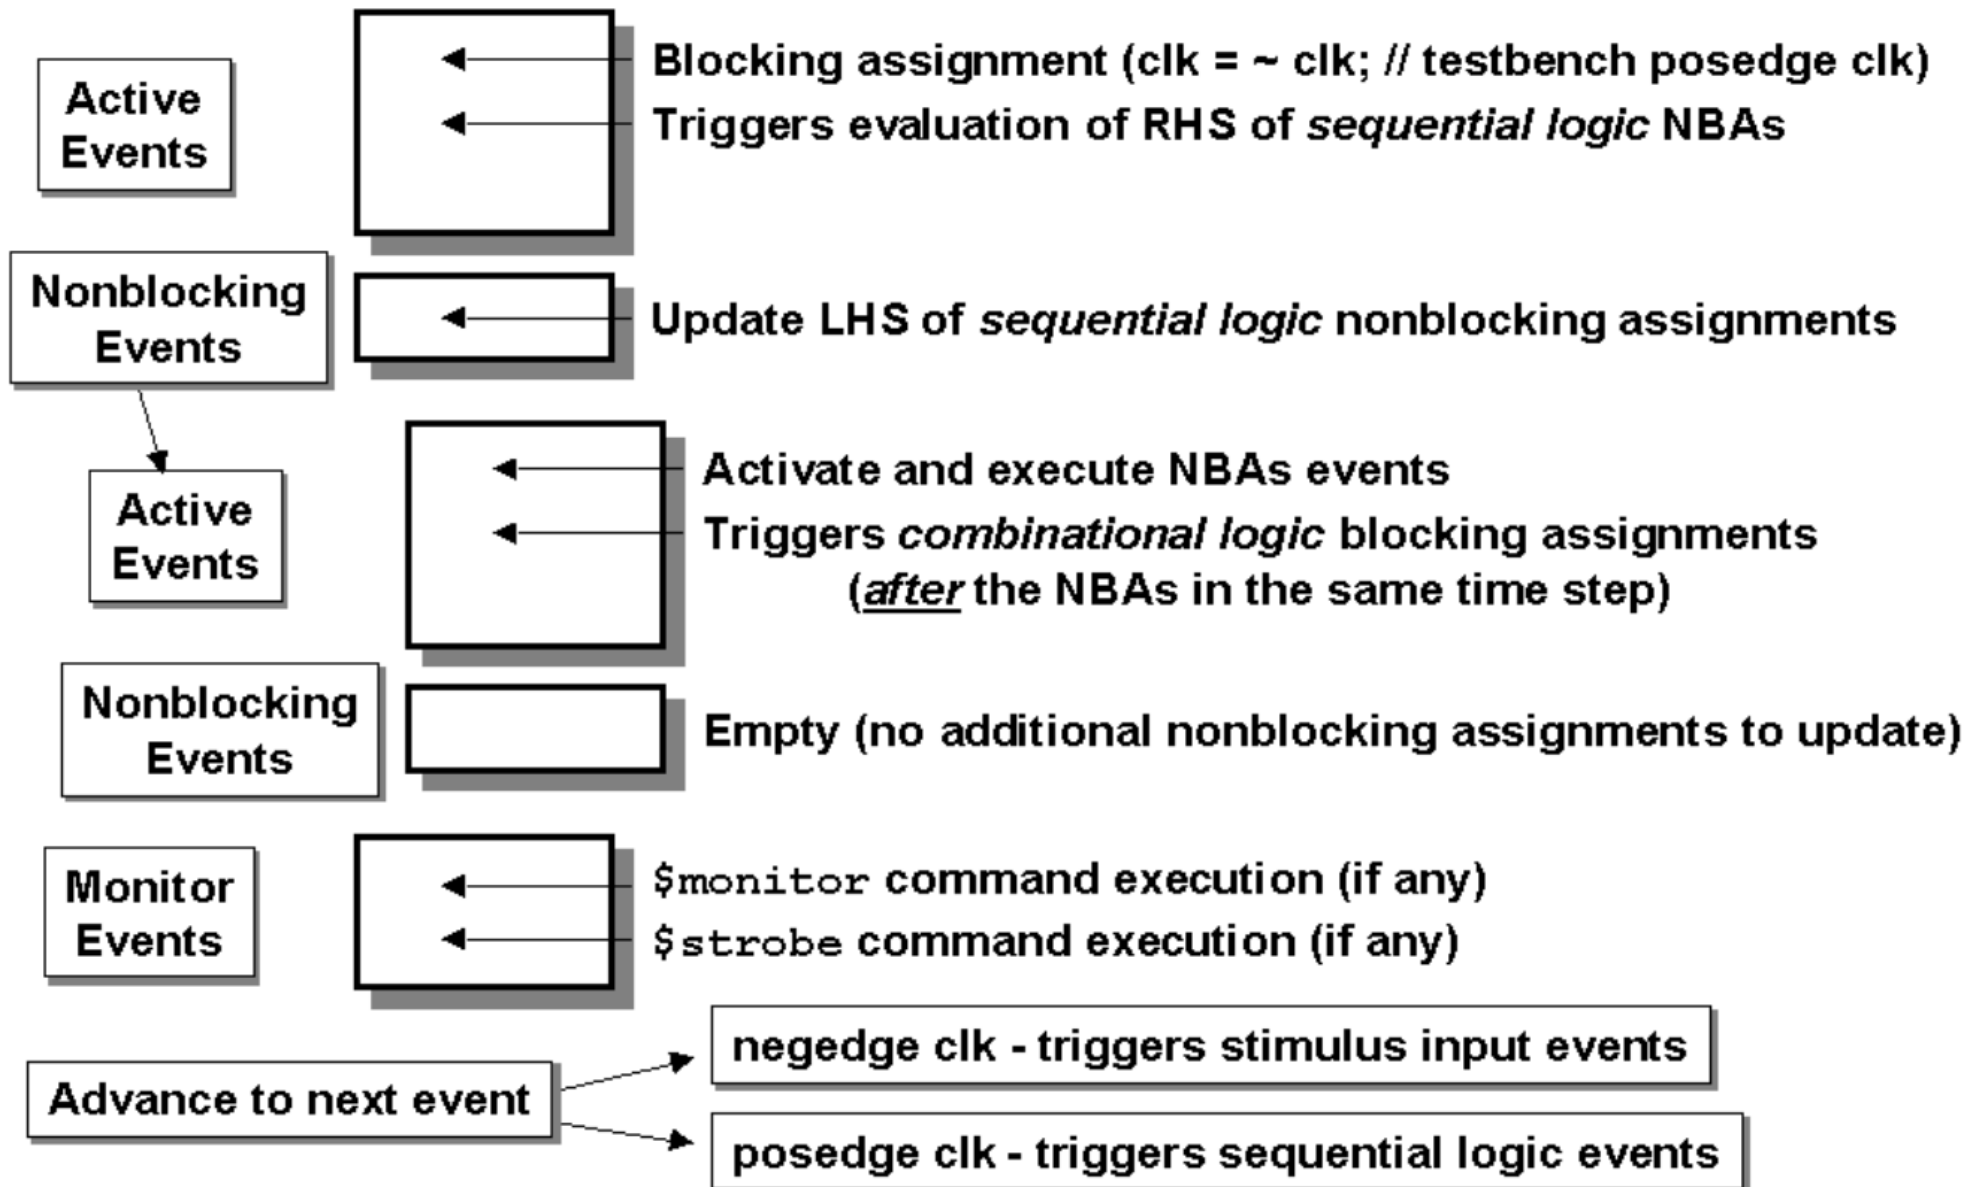 Active
Events
Blocking assignment (clk = ~ clk; // testbench posedge clk)
Triggers evaluation of RHS of sequential logic NBAs
Nonblocking
Events
Update LHS of sequential logic nonblocking assignments
Active
Events
Activate and execute NBAs events
Triggers combinational logic blocking assignments
(after the NBAs in the same time step)
Nonblocking
Events
Empty (no additional nonblocking assignments to update)
Monitor
Events
$monitor command execution (if any)
$strobe command execution (if any)
Advance to next event
negedge clk - triggers stimulus input events
posedge clk - triggers sequential logic events